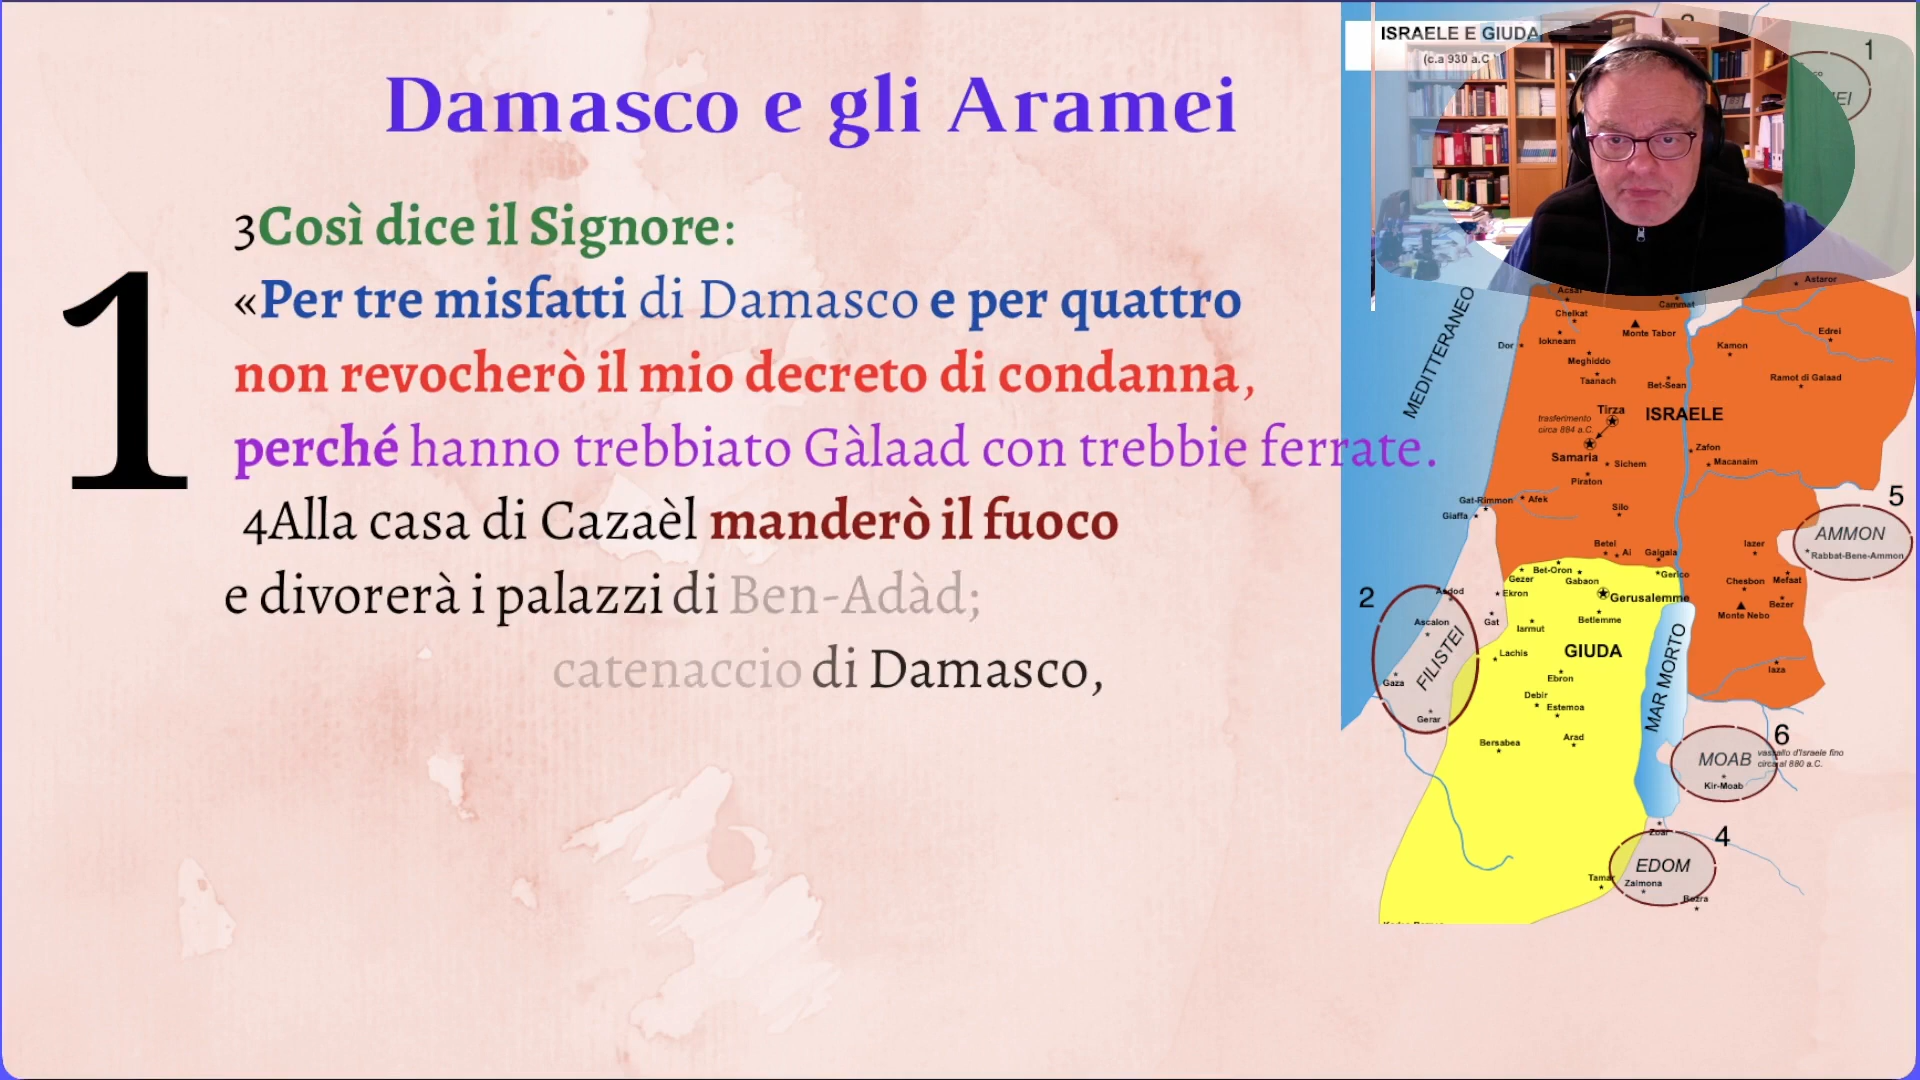 Damasco e gli Aramei
1
3Così dice il Signore:
«Per tre misfatti di Damasco e per quattro
non revocherò il mio decreto di condanna,
perché hanno trebbiato Gàlaad con trebbie ferrate.
4Alla casa di Cazaèl manderò il fuoco
e divorerà i palazzi di Ben-Adàd;
catenaccio di Damasco,
ISRAELE E GIUDA
(c.a 930 a.C
1
MEDITTERANEO
Astaror
Cammat
Chelkat
Monte Tabor
Edrei
Dor
Iokneam
Kamon
Meghiddo
Taanach
Bet-Sean
Ramot di Galaad
trasferimento
circa 884 a.C.
Tirza
ISRAELE
Samaria
Sichem
Zafon
Macanaim
Piraton
5
Gat-Rimmon
Afek
Giaffa
Silo
AMMON
Rabbat-Bene-Ammon
Betel
Ai
Galgala
Iazer
Bet-Oron
Gezer
Gabaon
Gerico
Chesbon
Mefaat
2
Asdod
Ekron
Gerusalemme
Bezer
Monte Nebo
Ascalon
Gat
Iarmut
Betlemme
FILISTEI
Lachis
GIUDA
MAR MORTO
Iaza
Gaza
Ebron
Debir
Estemoa
Gerar
Bersabea
Arad
6
MOAB
vassallo d'Israele fino
circa al 880 a.C.
Kir-Moab
Zoar
4
EDOM
Tamar
Zalmona
Bozra